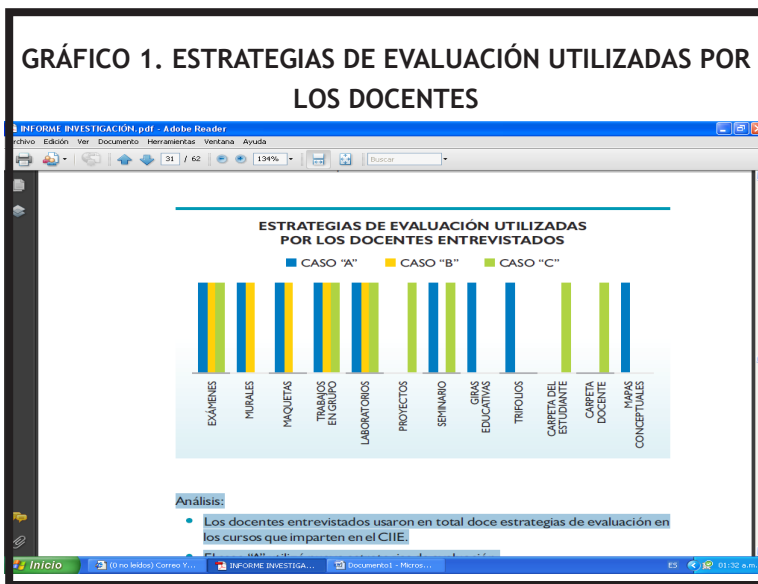 GRÁFICO 1. ESTRATEGIAS DE EVALUACIÓN UTILIZADAS POR
LOS DOCENTES
INFORME INVESTIGACIÓN.pdf - Adobe Reader
Archivo Edición Ver Documento Herramientas Ventana Ayuda
31 / 62 134% Buscar
ESTRATEGIAS DE EVALUACIÓN UTILIZADAS
POR LOS DOCENTES ENTREVISTADOS
CASO "A" CASO "B" CASO "C"
EXÁMENES
MURALES
MAQUETAS
TRABAJOS
EN GRUPO
LABORATORIOS
PROYECTOS
SEMINARIO
GIRAS
EDUCATIVAS
TRIFOLIOS
CARPETA DEL
ESTUDIANTE
CARPETA
DOCENTE
MAPAS
CONCEPTUALES
Análisis:
Los docentes entrevistados usaron en total doce estrategias de evaluación en
los cursos que imparten en el CIIE.
Inicio (0 no leídos) Correo Y... INFORME INVESTIGA... Documento1 - Micros... ES 01:32 a.m.